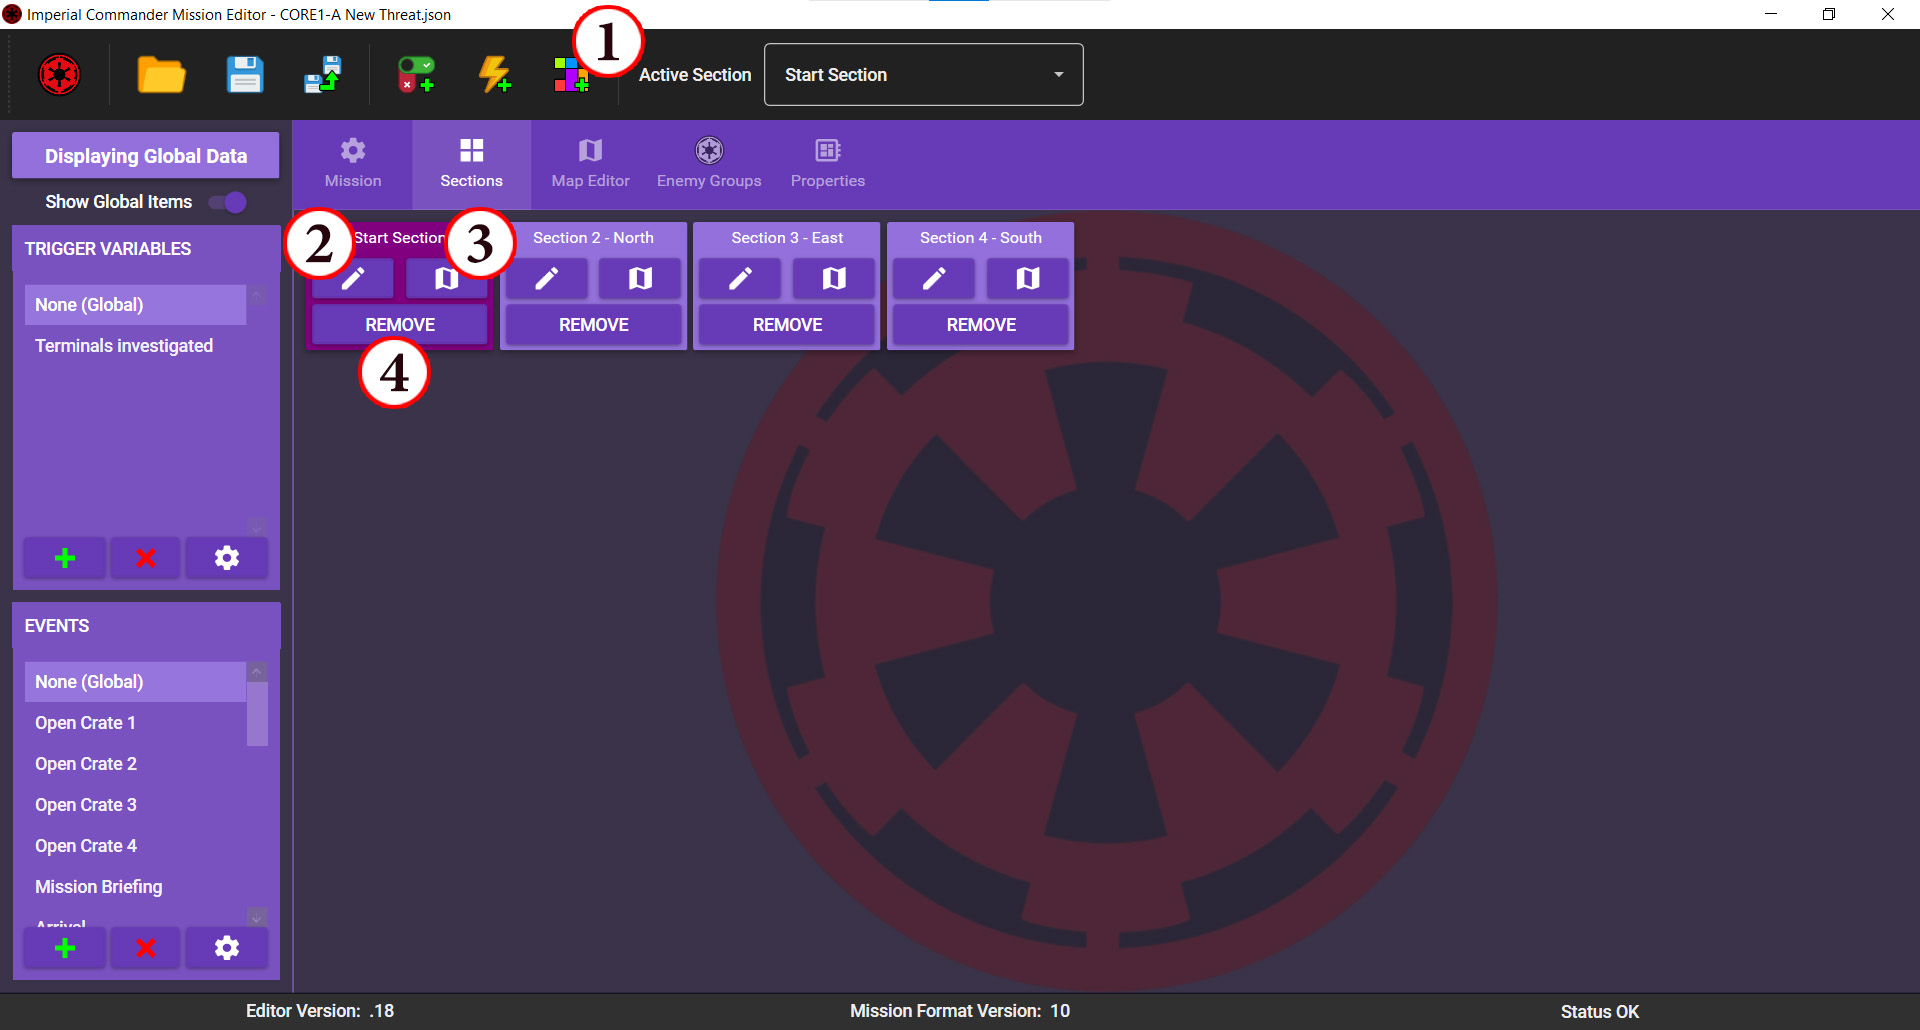 Imperial Commander Mission Editor - CORE1-A New Threat.json
1
Active Section
Start Section
Displaying Global Data
Show Global Items
Mission
Sections
Map Editor
Enemy Groups
Properties
TRIGGER VARIABLES
None (Global)
Terminals investigated
2
Start Section
3
Section 2 - North
Section 3 - East
Section 4 - South
REMOVE
REMOVE
REMOVE
REMOVE
4
EVENTS
None (Global)
Open Crate 1
Open Crate 2
Open Crate 3
Open Crate 4
Mission Briefing
Arrival
Editor Version: .18
Mission Format Version: 10
Status OK